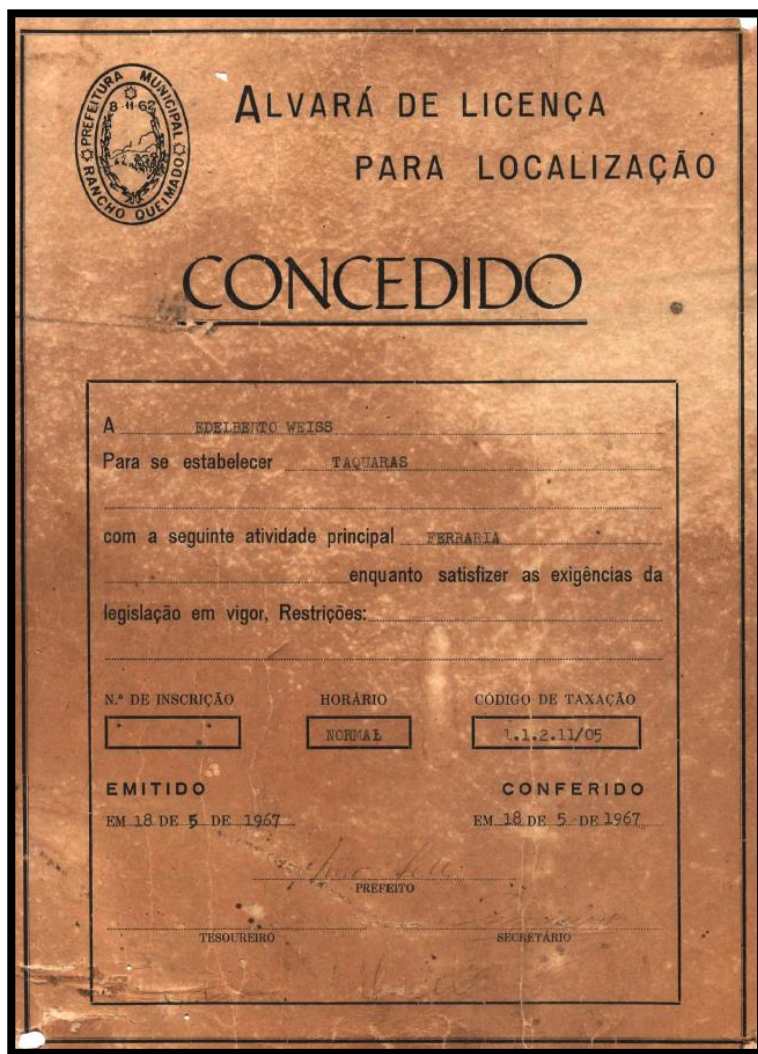 PREFEITURA MUNICIPAL
8-11-62
RANCHO QUEIMADO
ALVARÁ DE LICENÇA
PARA LOCALIZAÇÃO
CONCEDIDO
A EDELBENTO WEISS
Para se estabelecer TAQUARAS
com a seguinte atividade principal FERRARIA
enquanto satisfizer as exigências da
legislação em vigor, Restrições:
N.º DE INSCRIÇÃO HORÁRIO CÓDIGO DE TAXAÇÃO
NORMAL 1.1.2.11/05
EMITIDO CONFERIDO
EM 18 DE 5 DE 1967 EM 18 DE 5 DE 1967
PREFEITO
TESOUREIRO SECRETÁRIO